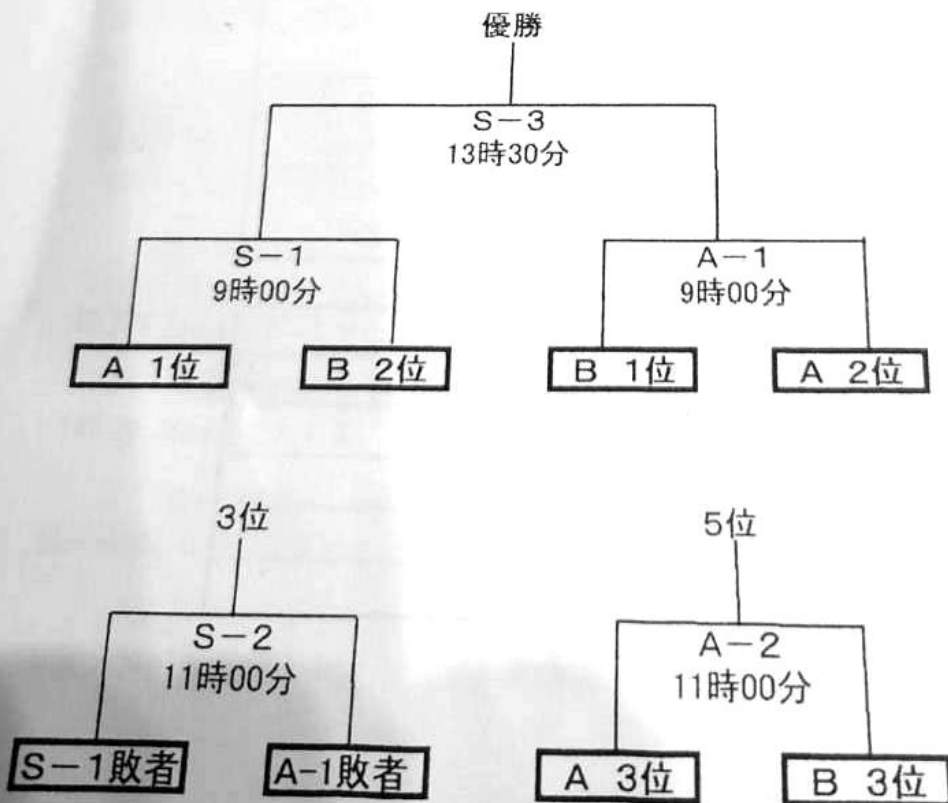 優勝
S－3
13時30分
S－1
9時00分
A－1
9時00分
A 1位
B 2位
B 1位
A 2位
3位
5位
S－2
11時00分
A－2
11時00分
S－1敗者
A-1敗者
A 3位
B 3位